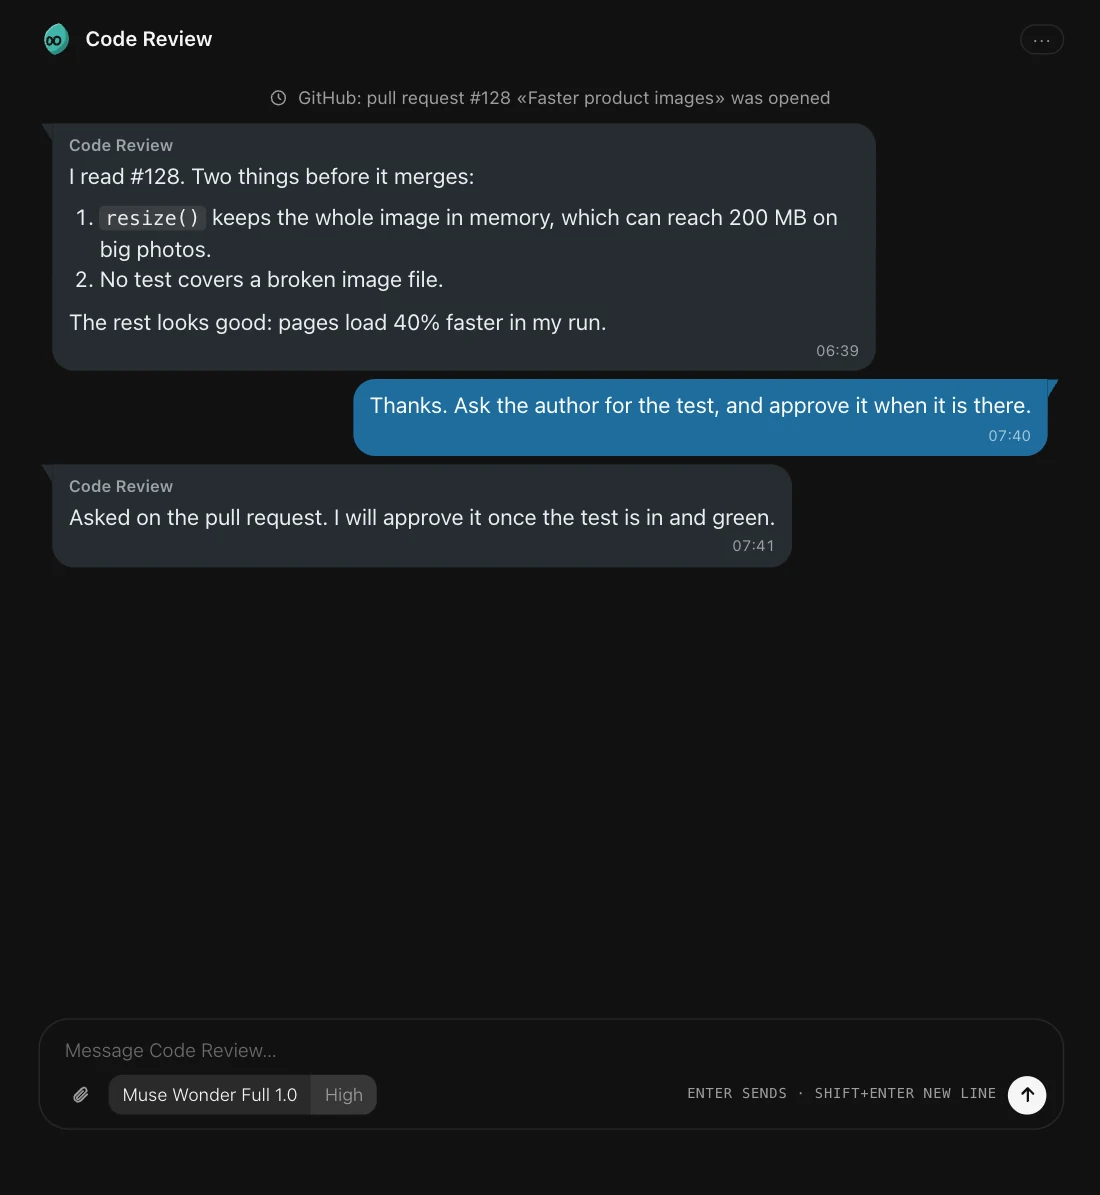 Code Review
...
GitHub: pull request #128 «Faster product images» was opened
Code Review
I read #128. Two things before it merges:
1. resize() keeps the whole image in memory, which can reach 200 MB on
big photos.
2. No test covers a broken image file.
The rest looks good: pages load 40% faster in my run.
06:39
Thanks. Ask the author for the test, and approve it when it is there.
07:40
Code Review
Asked on the pull request. I will approve it once the test is in and green.
07:41
Message Code Review...
Muse Wonder Full 1.0 High
ENTER SENDS · SHIFT+ENTER NEW LINE